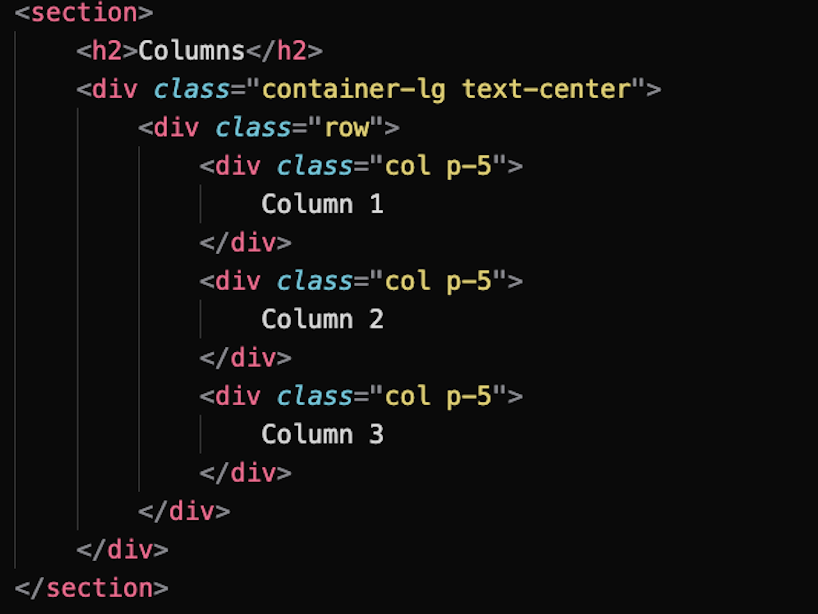 <section>
<h2>Columns</h2>
<div class="container-lg text-center">
<div class="row">
<div class="col p-5">
Column 1
</div>
<div class="col p-5">
Column 2
</div>
<div class="col p-5">
Column 3
</div>
</div>
</div>
</section>